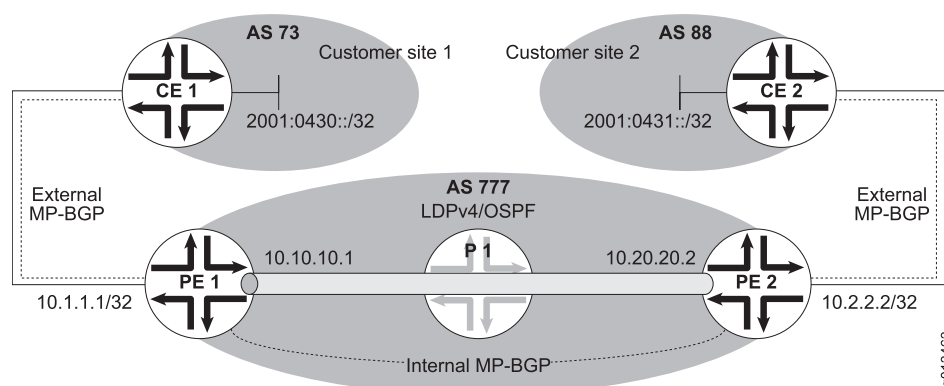 AS 73
Customer site 1
CE 1
2001:0430::/32
AS 88
Customer site 2
CE 2
2001:0431::/32
External
MP-BGP
External
MP-BGP
AS 777
LDPv4/OSPF
P 1
10.10.10.1
10.20.20.2
PE 1
PE 2
10.1.1.1/32
10.2.2.2/32
Internal MP-BGP